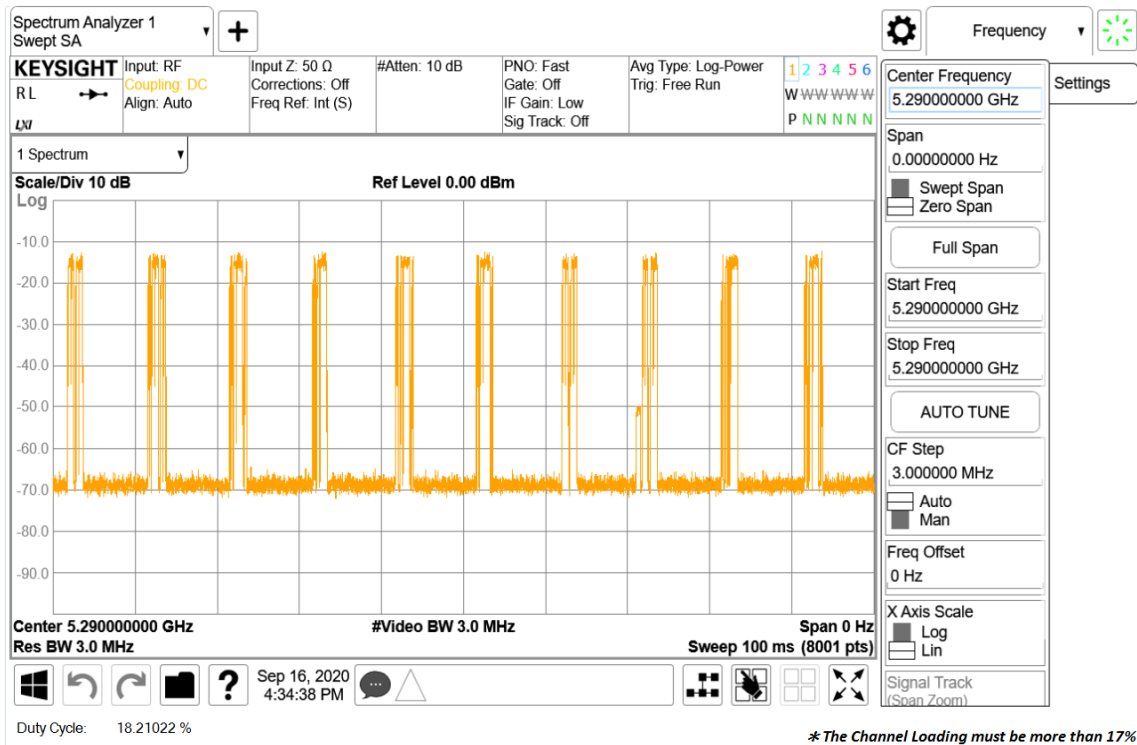 Spectrum Analyzer 1
Swept SA
Frequency
KEYSIGHT
R L
LXI
Input: RF
Coupling: DC
Align: Auto
Input Z: 50 Ω
Corrections: Off
Freq Ref: Int (S)
#Atten: 10 dB
PNO: Fast
Gate: Off
IF Gain: Low
Sig Track: Off
Avg Type: Log-Power
Trig: Free Run
1 2 3 4 5 6
W W W W W W
P N N N N N
1 Spectrum
Scale/Div 10 dB
Ref Level 0.00 dBm
Log
-10.0
-20.0
-30.0
-40.0
-50.0
-60.0
-70.0
-80.0
-90.0
Center 5.290000000 GHz
#Video BW 3.0 MHz
Span 0 Hz
Res BW 3.0 MHz
Sweep 100 ms (8001 pts)
Center Frequency
5.290000000 GHz
Settings
Span
0.00000000 Hz
Swept Span
Zero Span
Full Span
Start Freq
5.290000000 GHz
Stop Freq
5.290000000 GHz
AUTO TUNE
CF Step
3.000000 MHz
Auto
Man
Freq Offset
0 Hz
X Axis Scale
Log
Lin
Signal Track
(Span Zoom)
?
Sep 16, 2020
4:34:38 PM
Duty Cycle: 18.21022 %
* The Channel Loading must be more than 17%